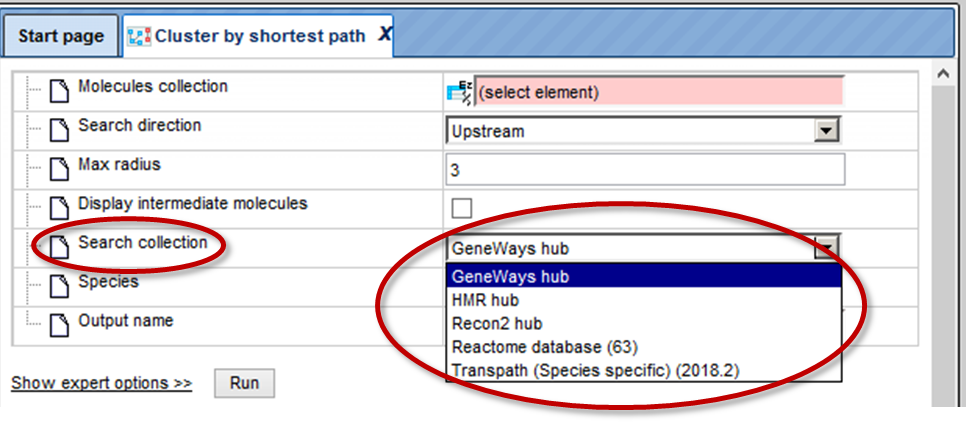 Start page
Cluster by shortest path X
Molecules collection
(select element)
Search direction
Upstream
Max radius
3
Display intermediate molecules
Search collection
GeneWays hub
GeneWays hub
HMR hub
Recon2 hub
Reactome database (63)
Transpath (Species specific) (2018.2)
Species
Output name
Show expert options >>
Run